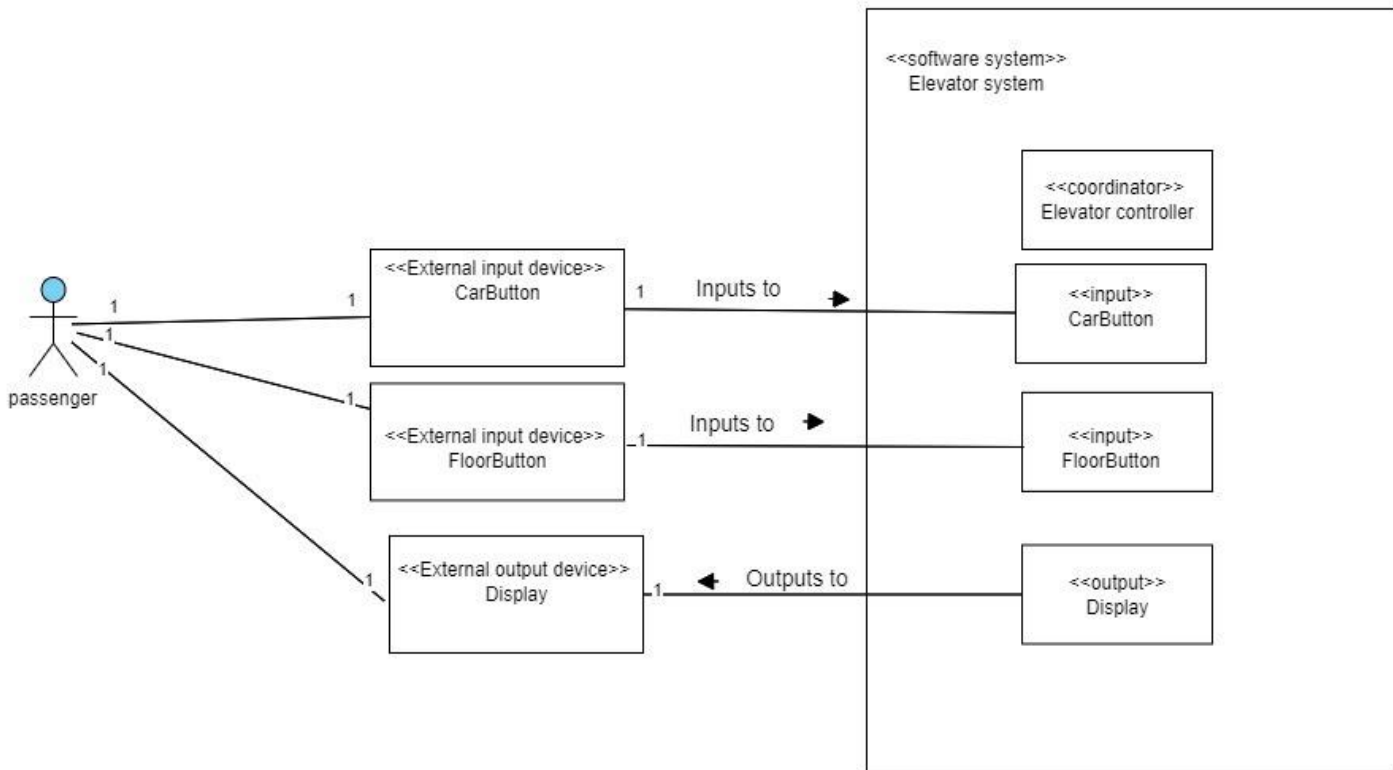 <<software system>>
Elevator system
<<coordinator>>
Elevator controller
<<External input device>>
CarButton
1
1
1
Inputs to
<<input>>
CarButton
passenger
1
1
1
1
<<External input device>>
FloorButton
1
Inputs to
<<input>>
FloorButton
1
<<External output device>>
Display
1
Outputs to
<<output>>
Display